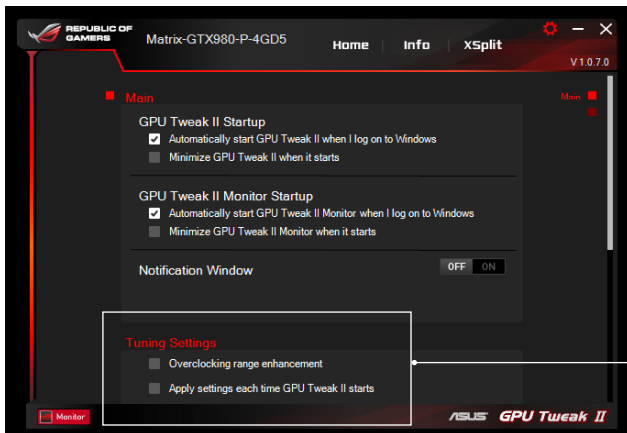 REPUBLIC OF
GAMERS
Matrix-GTX980-P-4GD5
Home
Info
XSplit
V 1.0.7.0
Main
Main
GPU Tweak II Startup
Automatically start GPU Tweak II when I log on to Windows
Minimize GPU Tweak II when it starts
GPU Tweak II Monitor Startup
Automatically start GPU Tweak II Monitor when I log on to Windows
Minimize GPU Tweak II Monitor when it starts
Notification Window
OFF ON
Tuning Settings
Overclocking range enhancement
Apply settings each time GPU Tweak II starts
Monitor
ASUS GPU Tweak II